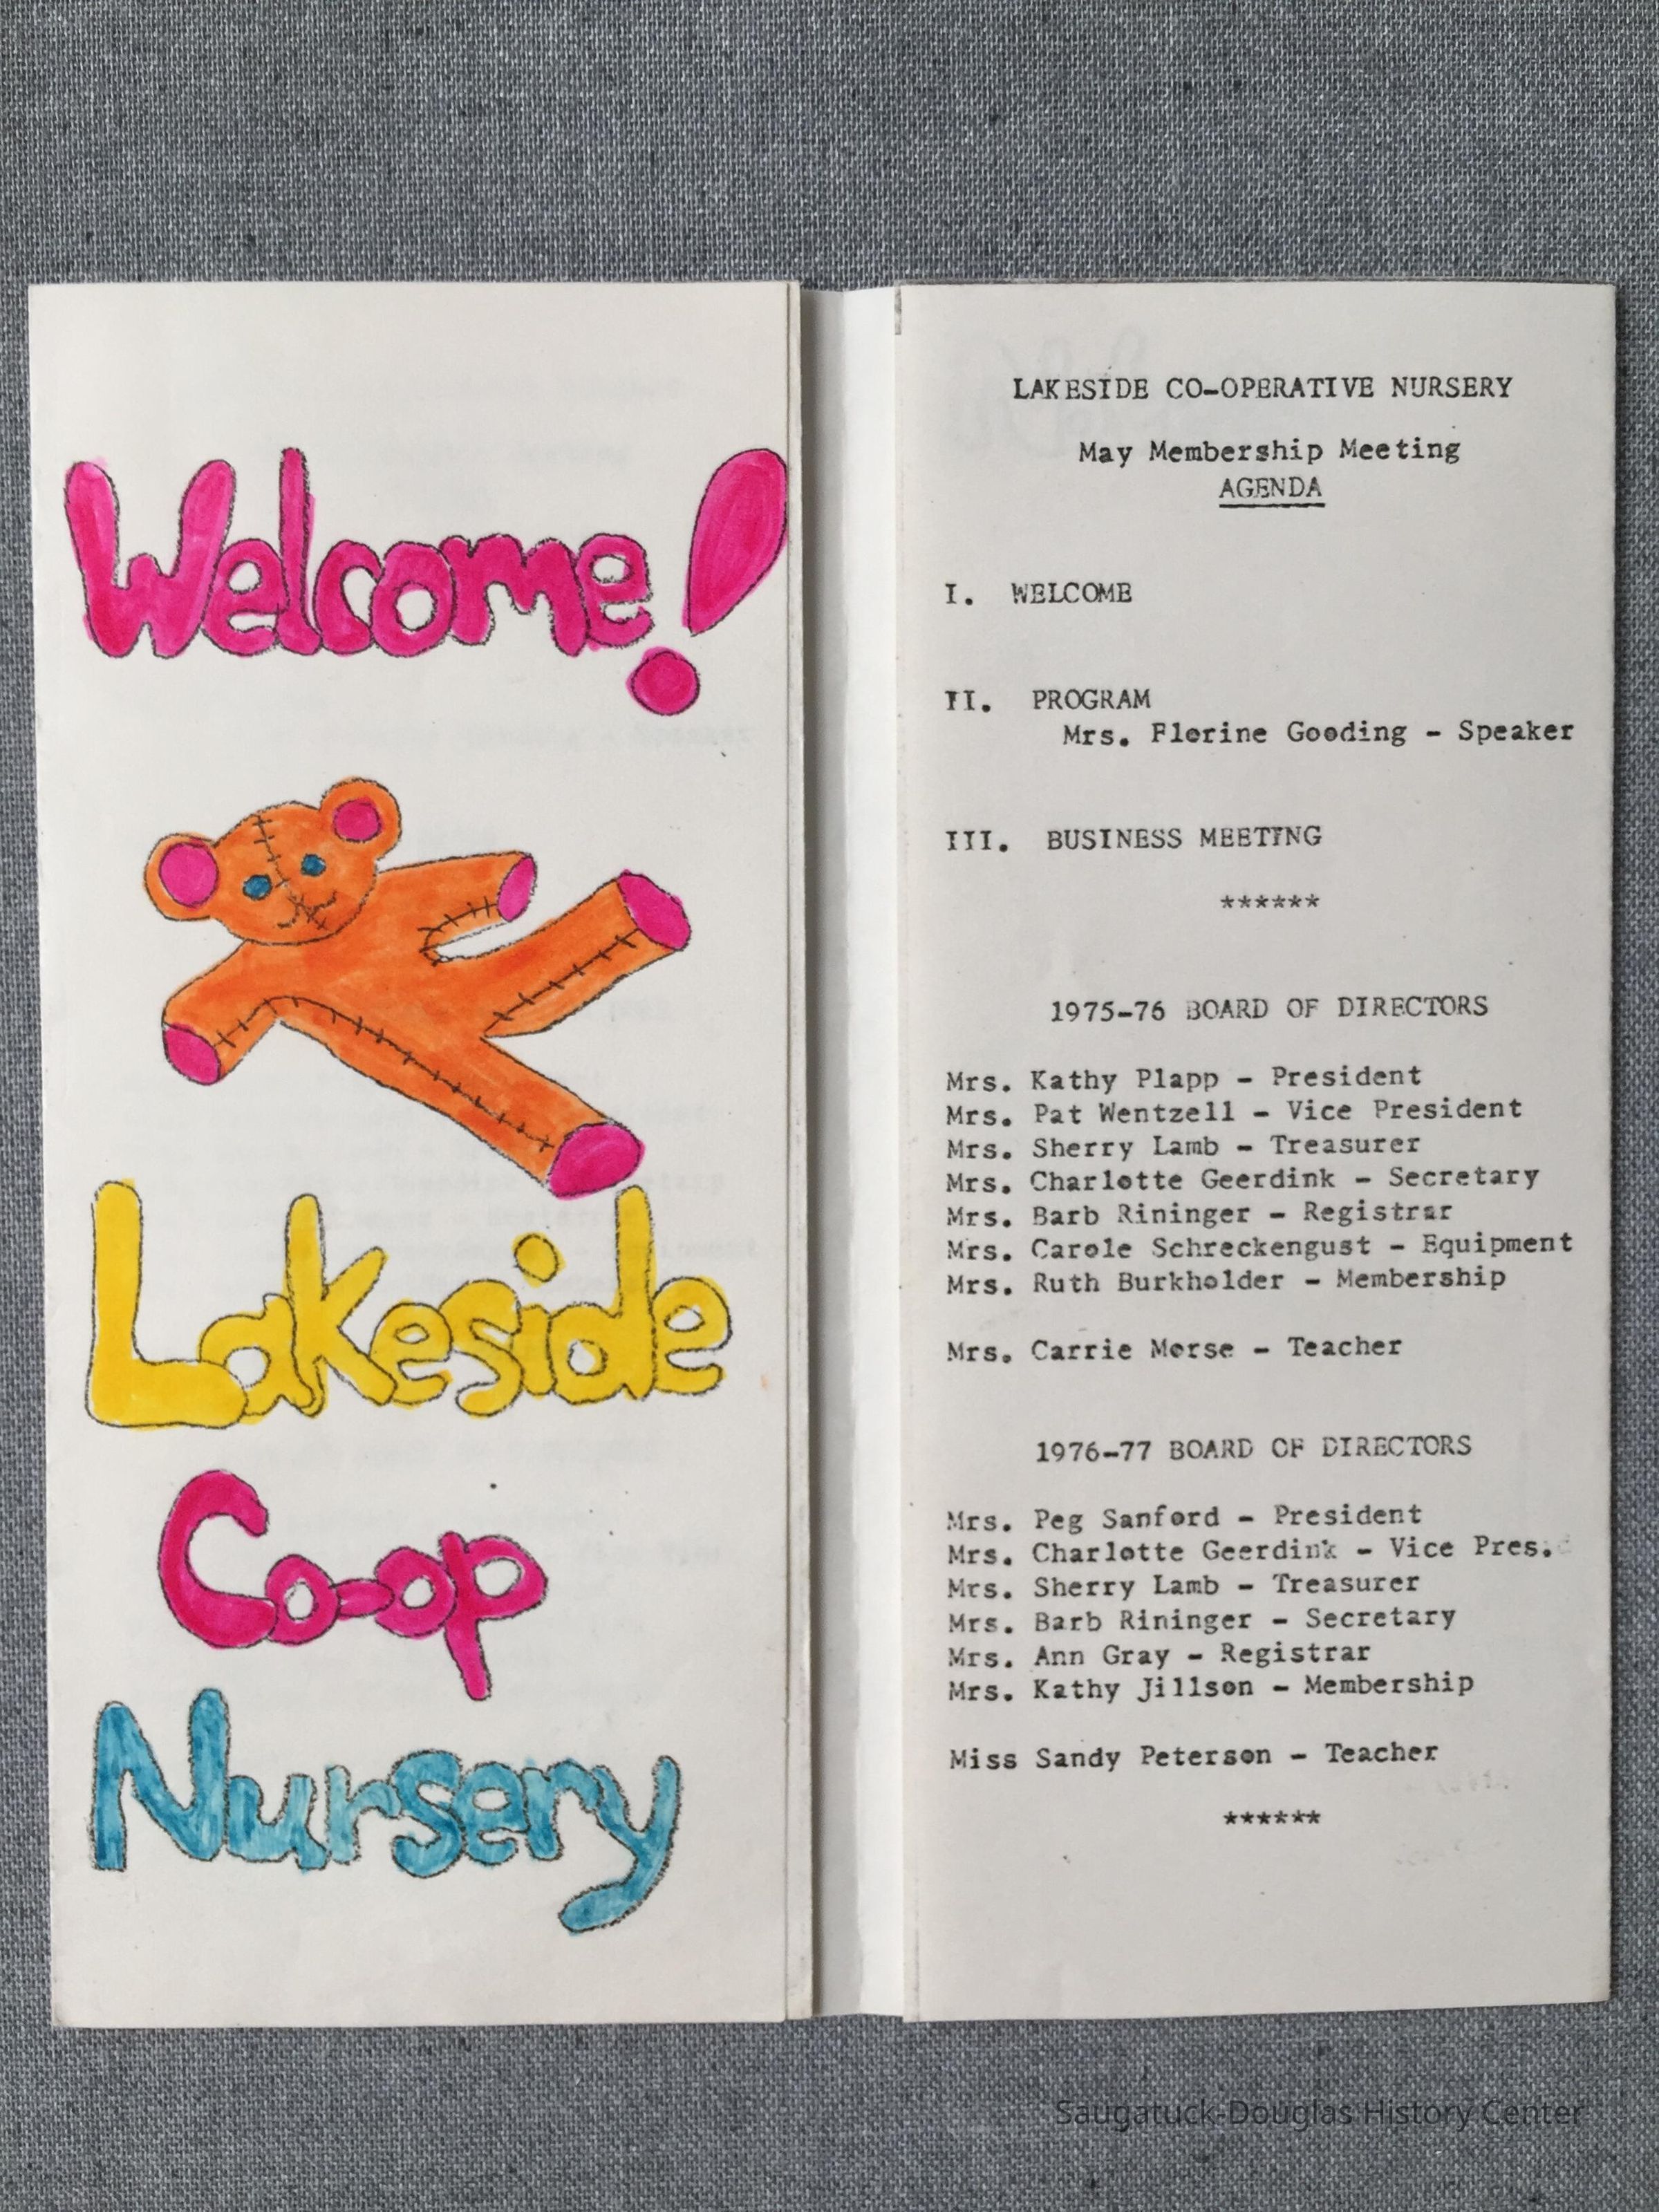 Welcome!
Lakeside
Co-op
Nursery
LAKESIDE CO-OPERATIVE NURSERY
May Membership Meeting
AGENDA
I. WELCOME
II. PROGRAM
Mrs. Florine Gooding - Speaker
III. BUSINESS MEETING
******
1975-76 BOARD OF DIRECTORS
Mrs. Kathy Plapp - President
Mrs. Pat Wentzell - Vice President
Mrs. Sherry Lamb - Treasurer
Mrs. Charlotte Geerdink - Secretary
Mrs. Barb Rininger - Registrar
Mrs. Carole Schreckengust - Equipment
Mrs. Ruth Burkholder - Membership
Mrs. Carrie Morse - Teacher
1976-77 BOARD OF DIRECTORS
Mrs. Peg Sanford - President
Mrs. Charlotte Geerdink - Vice Pres.
Mrs. Sherry Lamb - Treasurer
Mrs. Barb Rininger - Secretary
Mrs. Ann Gray - Registrar
Mrs. Kathy Jillson - Membership
Miss Sandy Peterson - Teacher
******
Saugatuck-Douglas History Center